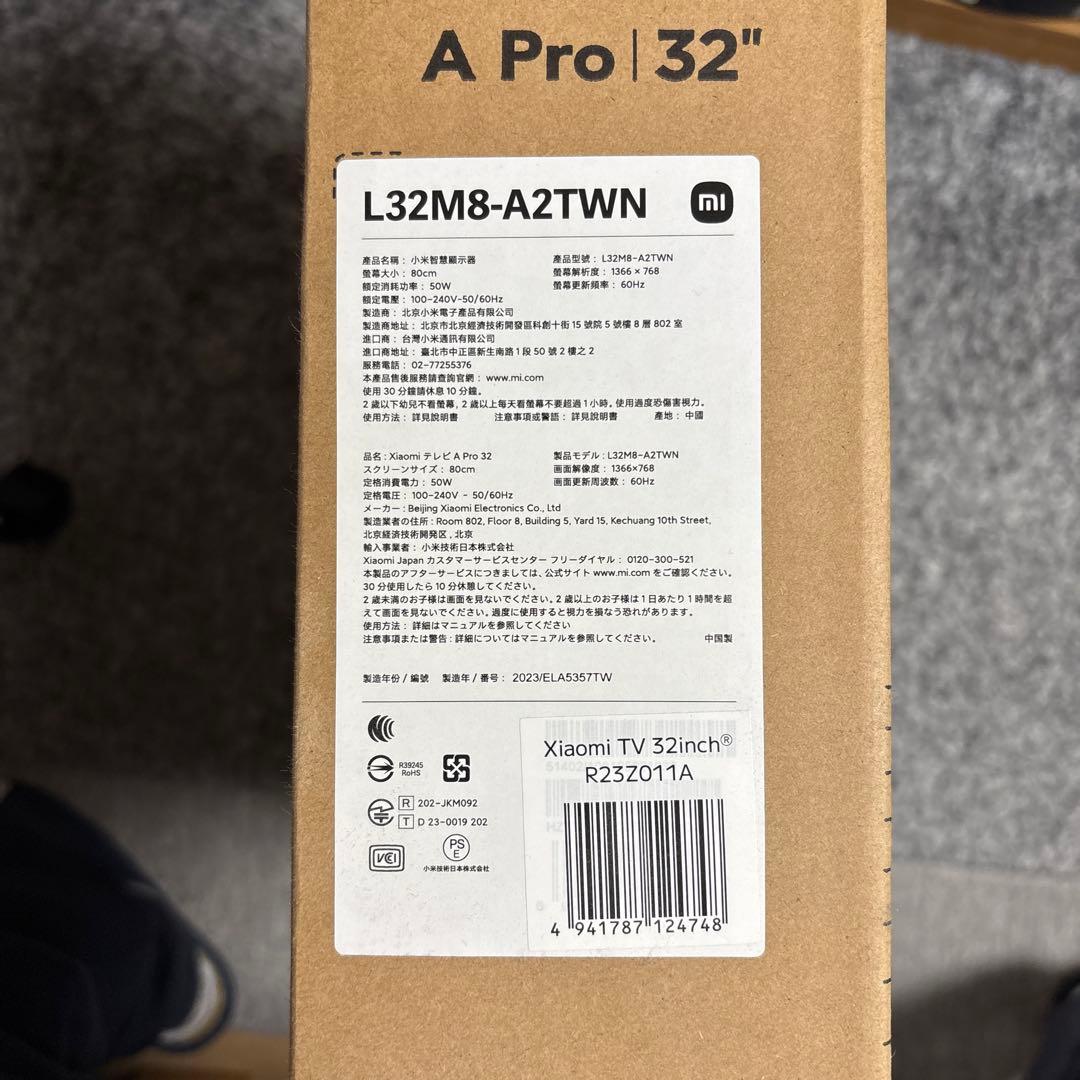 A Pro | 32"
L32M8-A2TWN
mi
產品名稱：小米智慧顯示器 產品型號：L32M8-A2TWN
螢幕大小：80cm 螢幕解析度：1366 × 768
額定消耗功率：50W 螢幕更新頻率：60Hz
額定電壓：100-240V~50/60Hz
製造商：北京小米電子產品有限公司
製造商地址：北京市北京經濟技術開發區科創十街 15 號院 5 號樓 8 層 802 室
進口商：台灣小米通訊有限公司
進口商地址：臺北市中正區新生南路 1 段 50 號 2 樓之 2
服務電話：02-77255376
本產品售後服務請查詢官網：www.mi.com
使用 30 分鐘請休息 10 分鐘。
2 歲以下幼兒不看螢幕，2 歲以上每天看螢幕不要超過 1 小時。使用過度恐傷害視力。
使用方法：詳見說明書 注意事項或警語：詳見說明書 產地：中國
品名：Xiaomi テレビ A Pro 32 製品モデル：L32M8-A2TWN
スクリーンサイズ：80cm 画面解像度：1366×768
定格消費電力：50W 画面更新周波数：60Hz
定格電圧：100-240V ~ 50/60Hz
メーカー：Beijing Xiaomi Electronics Co., Ltd
製造業者の住所：Room 802, Floor 8, Building 5, Yard 15, Kechuang 10th Street,
北京経済技術開発区，北京
輸入事業者：小米技術日本株式会社
Xiaomi Japan カスタマーサービスセンター フリーダイヤル：0120-300-521
本製品のアフターサービスにつきましては、公式サイト www.mi.com をご確認ください。
30 分使用したら 10 分休憩してください。
2 歳未満のお子様は画面を見ないでください。2 歳以上のお子様は 1 日あたり 1 時間を超
えて画面を見ないでください。過度に使用すると視力を損なう恐れがあります。
使用方法：詳細はマニュアルを参照してください
注意事項または警告：詳細についてはマニュアルを参照してください。 中国製
製造年份 / 編號 製造年 / 番号：2023/ELA5357TW
R39245
RoHS
R 202-JKM092
T D 23-0019 202
VCI
PS
E
小米技術日本株式会社
Xiaomi TV 32inch®
R23Z011A
4 941787 124748